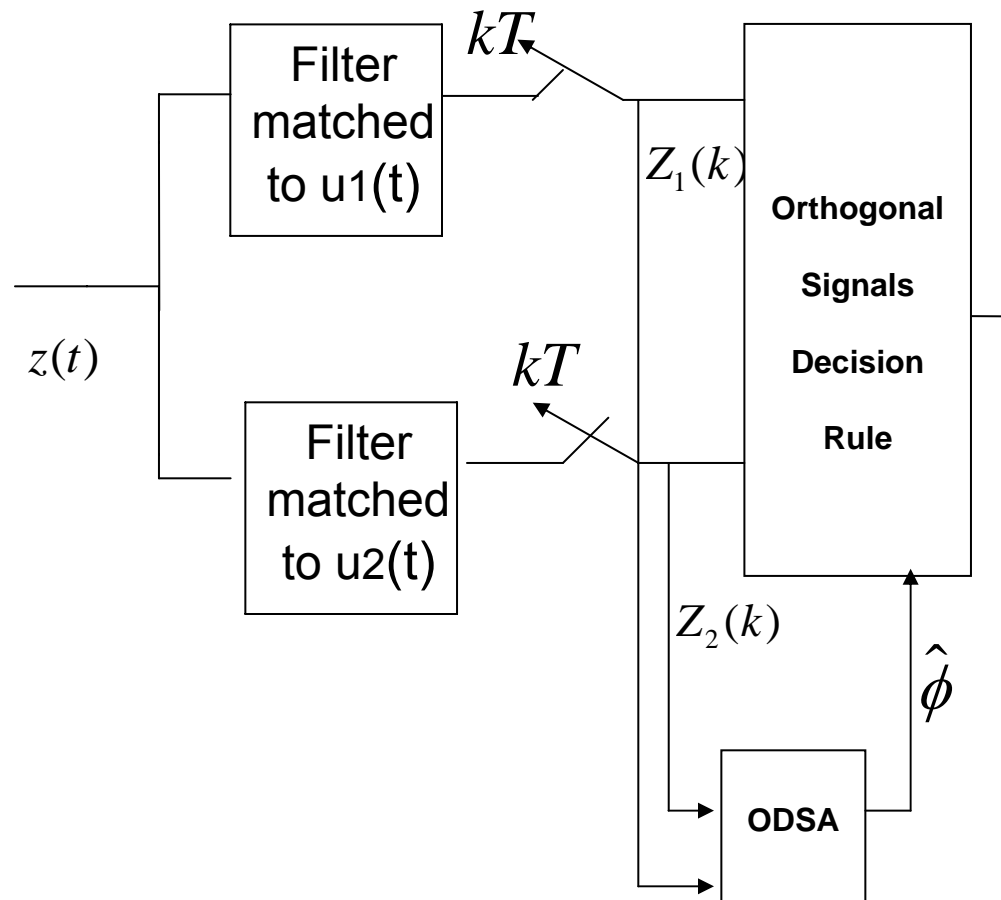 kT
Filter
matched
to u1(t)
Z₁(k)
Orthogonal
Signals
Decision
Rule
z(t)
kT
Filter
matched
to u2(t)
Z₂(k)
ϕ̂
ODSA